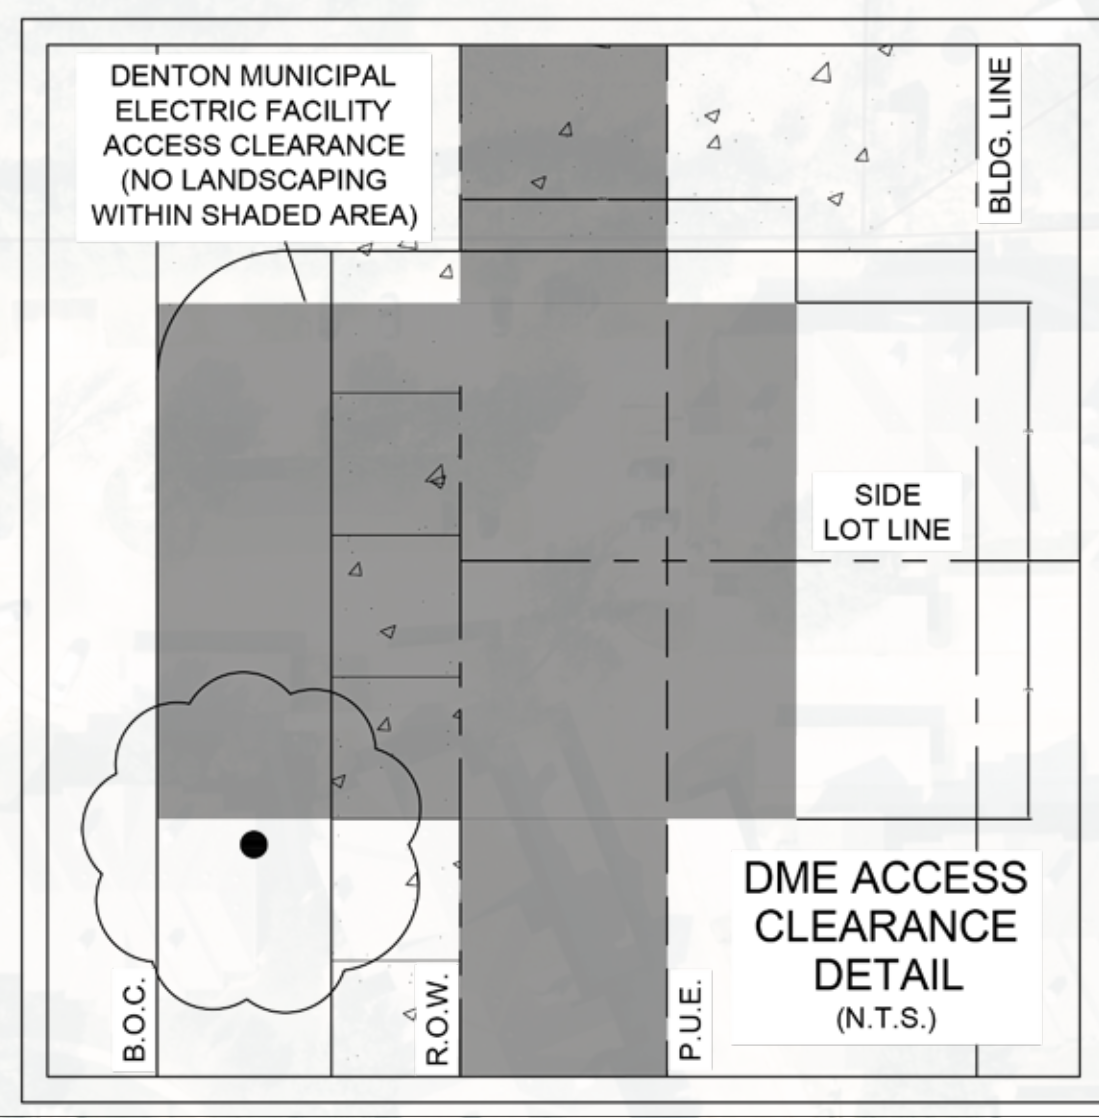 DENTON MUNICIPAL
ELECTRIC FACILITY
ACCESS CLEARANCE
(NO LANDSCAPING
WITHIN SHADED AREA)
BLDG. LINE
SIDE
LOT LINE
DME ACCESS
CLEARANCE
DETAIL
(N.T.S.)
B.O.C.
R.O.W.
P.U.E.